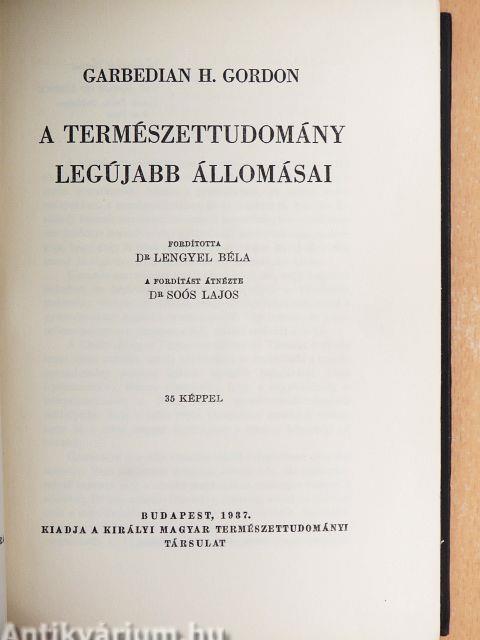 GARBEDIAN H. GORDON
A TERMÉSZETTUDOMÁNY
LEGÚJABB ÁLLOMÁSAI
FORDÍTOTTA
DR LENGYEL BÉLA
A FORDÍTÁST ÁTNÉZTE
DR SOÓS LAJOS
35 KÉPPEL
BUDAPEST, 1937.
KIADJA A KIRÁLYI MAGYAR TERMÉSZETTUDOMÁNYI
TÁRSULAT
Antikvárium.hu